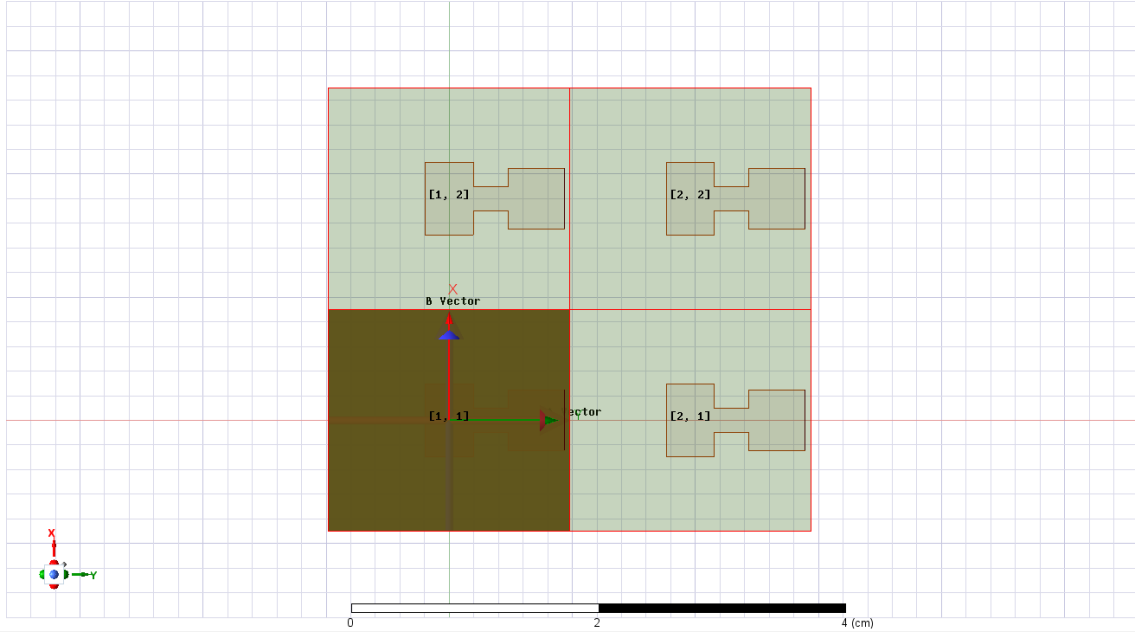 [1, 2]
[2, 2]
X
B Vector
[1, 1]
ector
Y
[2, 1]
X
Y
0
2
4 (cm)